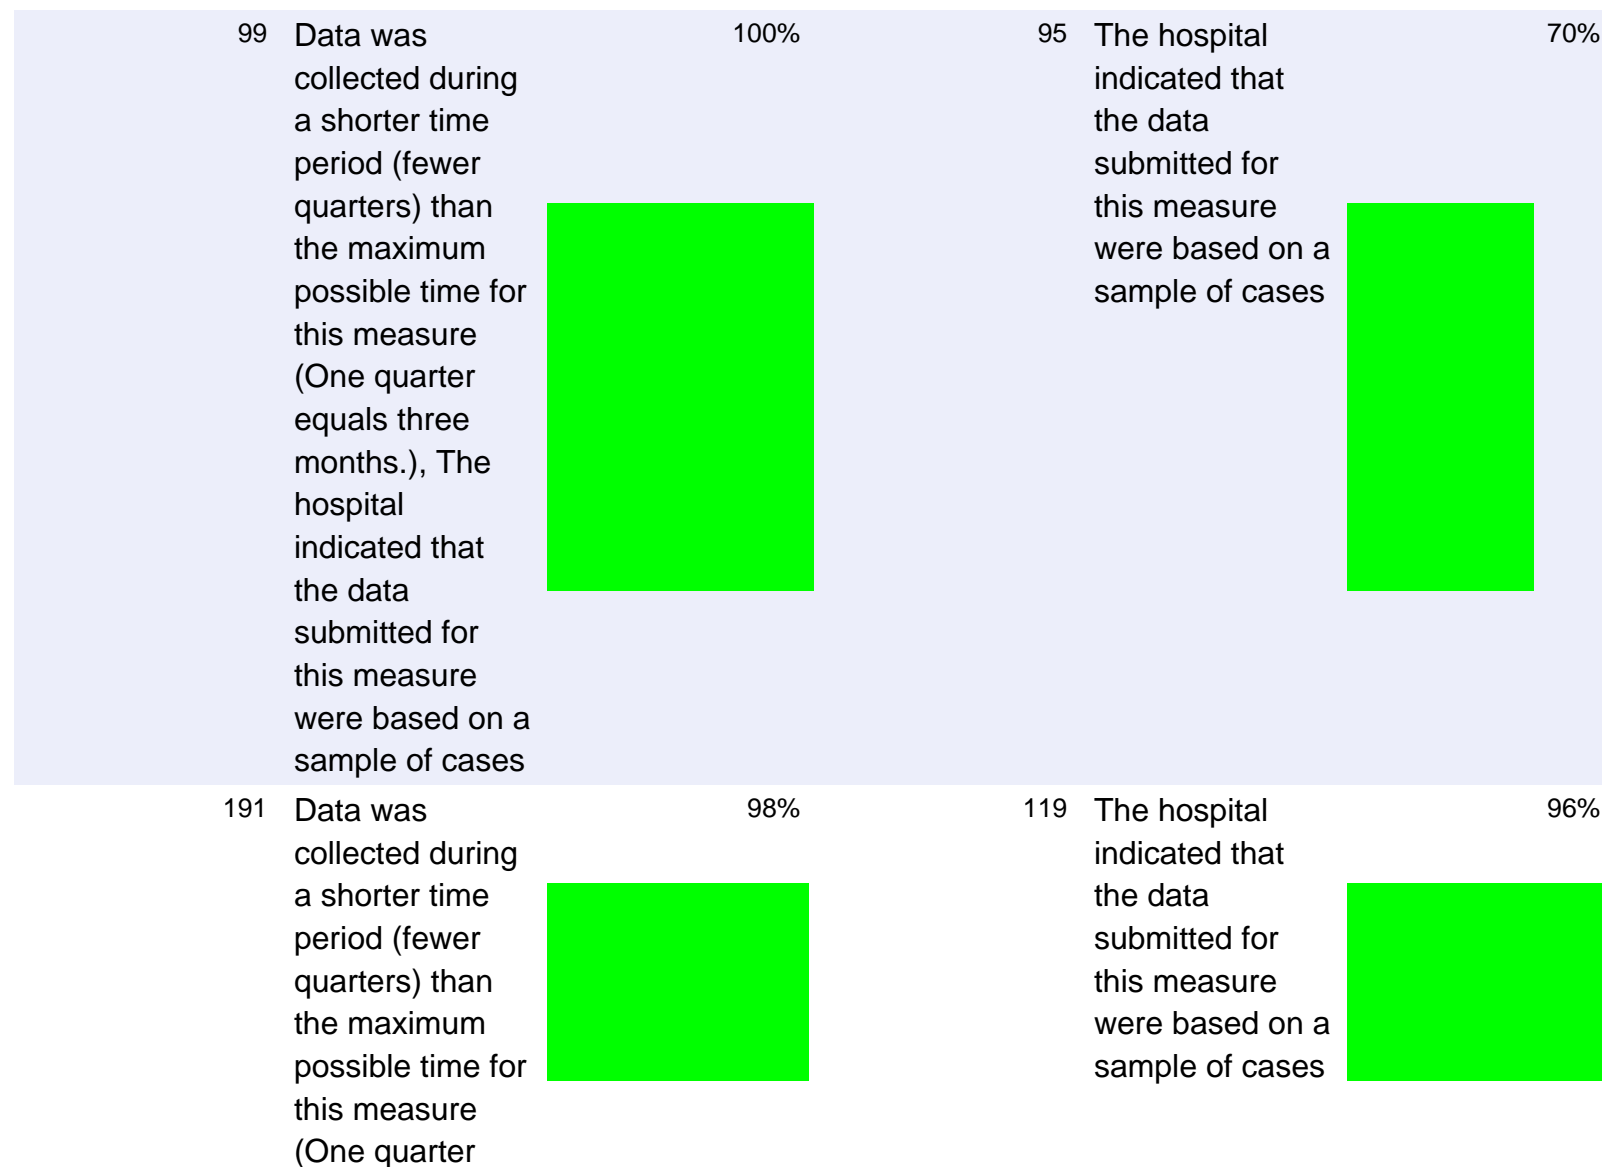 99
Data was
collected during
a shorter time
period (fewer
quarters) than
the maximum
possible time for
this measure
(One quarter
equals three
months.), The
hospital
indicated that
the data
submitted for
this measure
were based on a
sample of cases
100%
95
The hospital
indicated that
the data
submitted for
this measure
were based on a
sample of cases
70%
191
Data was
collected during
a shorter time
period (fewer
quarters) than
the maximum
possible time for
this measure
(One quarter
98%
119
The hospital
indicated that
the data
submitted for
this measure
were based on a
sample of cases
96%